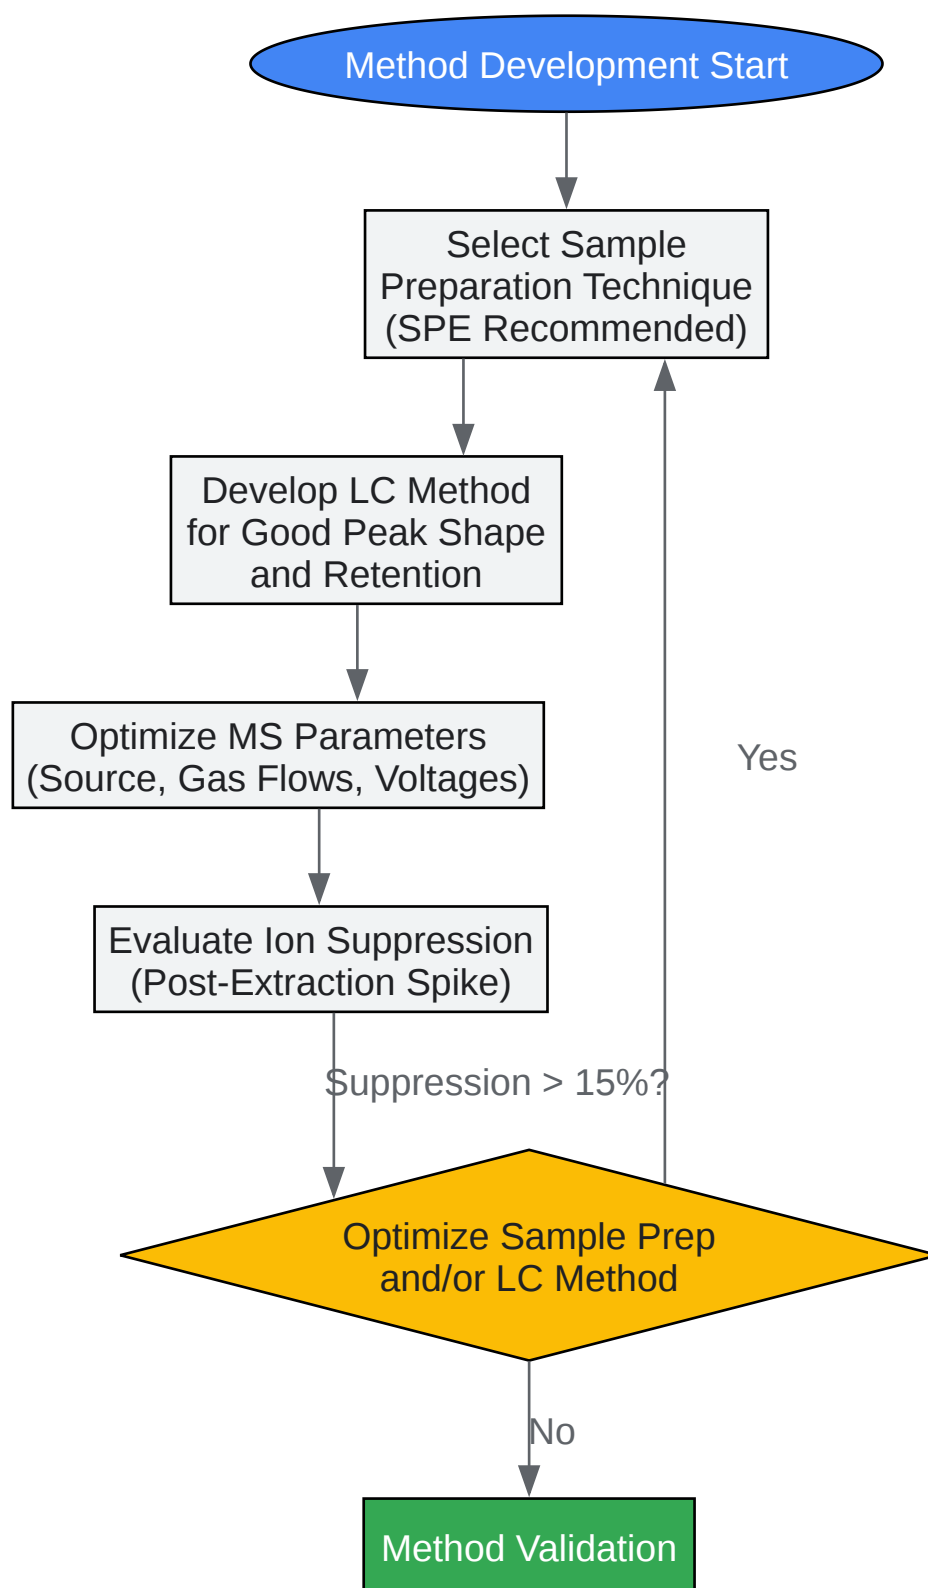 Method Development Start
Select Sample
Preparation Technique
(SPE Recommended)
Develop LC Method
for Good Peak Shape
and Retention
Optimize MS Parameters
(Source, Gas Flows, Voltages)
Yes
Evaluate Ion Suppression
(Post-Extraction Spike)
Suppression > 15%?
Optimize Sample Prep
and/or LC Method
No
Method Validation